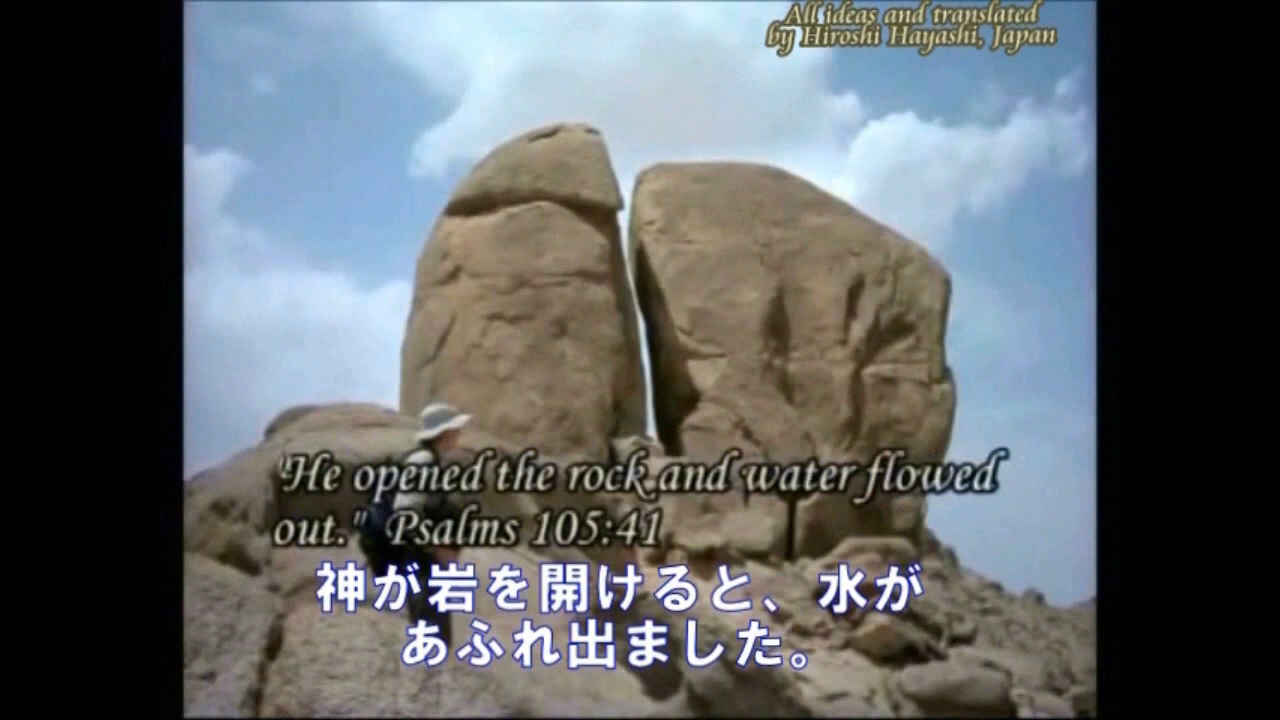 All ideas and translated
by Hiroshi Hayashi, Japan
"He opened the rock and water flowed
out." Psalms 105:41
神が岩を開けると、水が
あふれ出ました。